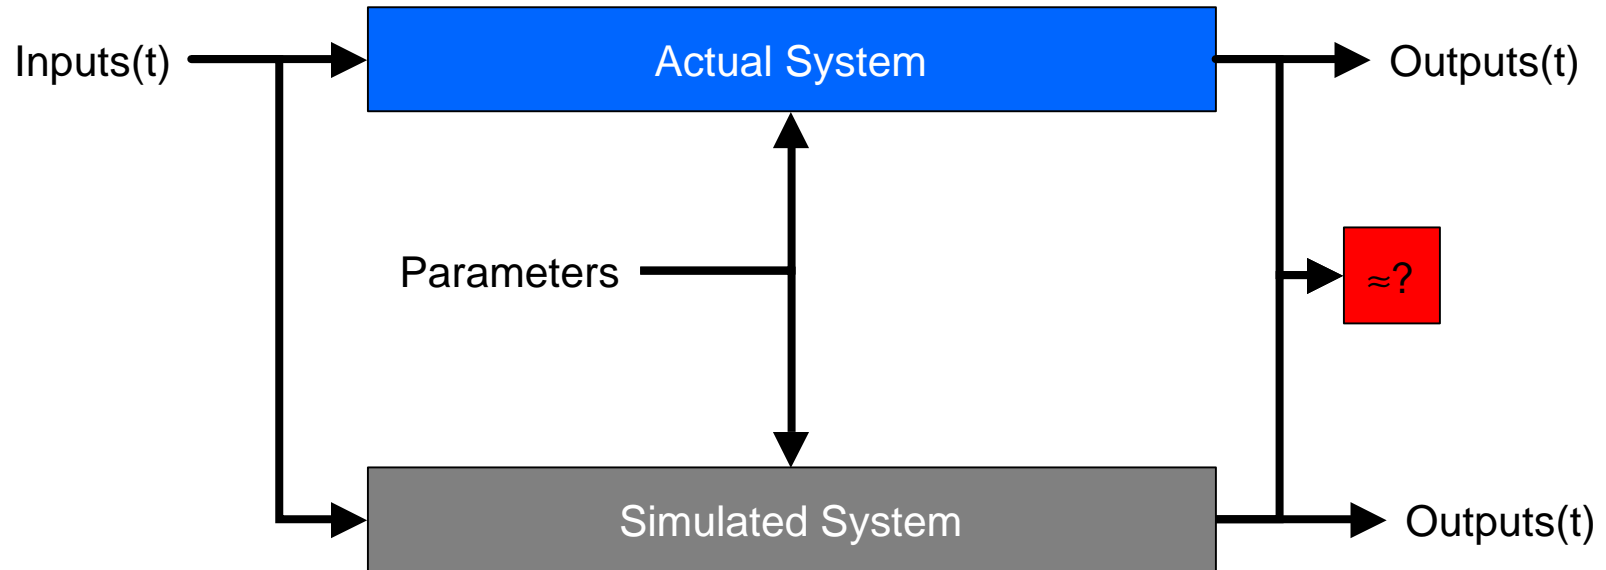 Inputs(t)
Actual System
Outputs(t)
Parameters
≈?
Simulated System
Outputs(t)